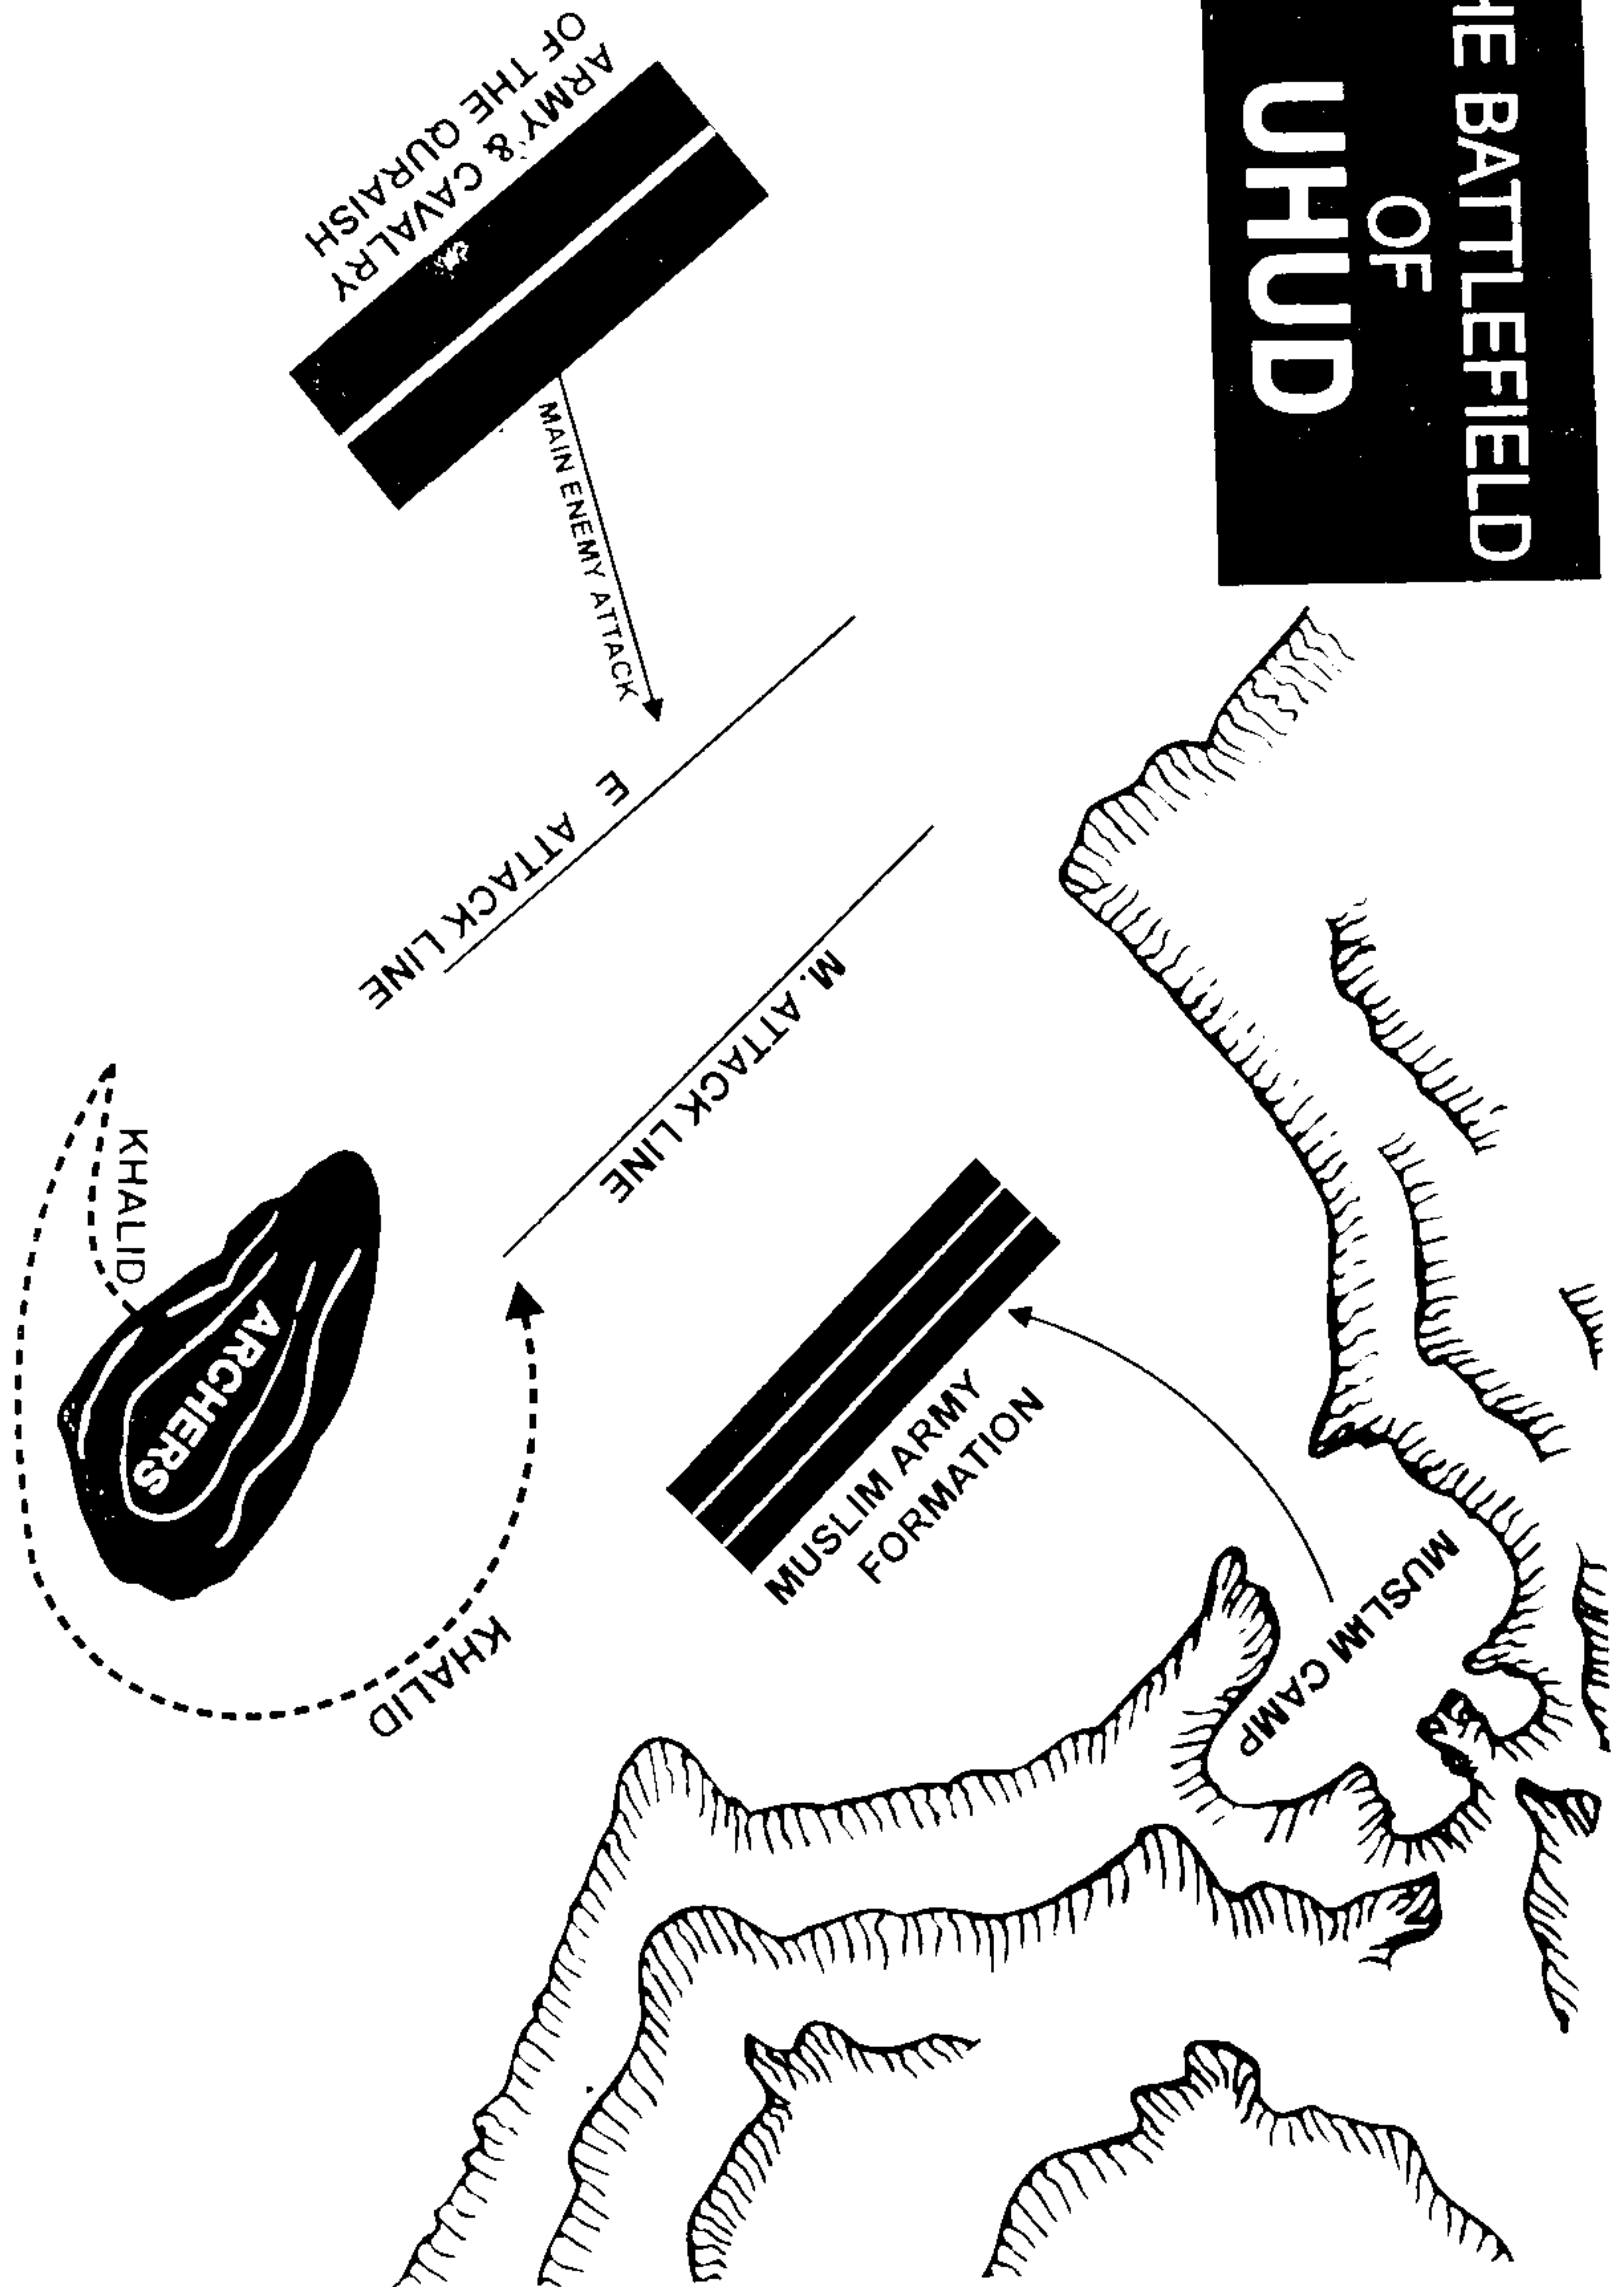 HE BATTLEFIELD
OF
UHUD
ARMY & CAVALRY
OF THE QURAISH
MAIN ENEMY ATTACK
E ATTACK LINE
M. ATTACK LINE
KHALID
ARCHERS
KHALID
MUSLIM ARMY
FORMATION
MUSLIM CAMP